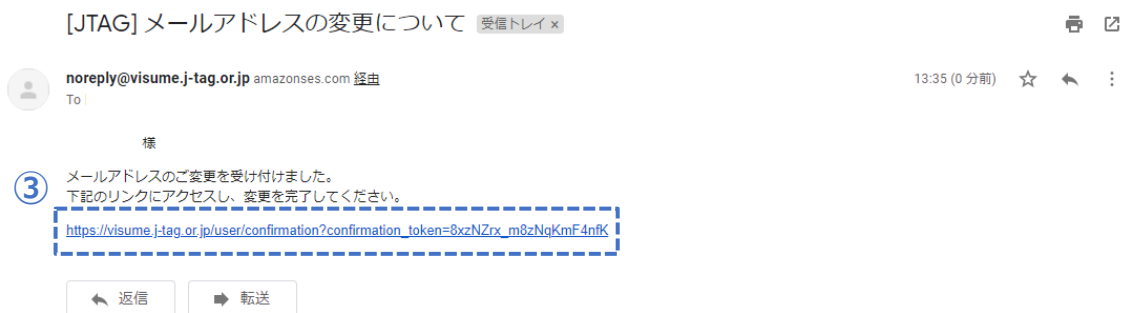 [JTAG] メールアドレスの変更について 受信トレイ ×
noreply@visume.j-tag.or.jp amazonses.com 経由 13:35 (0 分前)
To
様
③
メールアドレスのご変更を受け付けました。
下記のリンクにアクセスし、変更を完了してください。
https://visume.j-tag.or.jp/user/confirmation?confirmation_token=8xzNZrx_m8zNqKmF4nfK
返信 転送